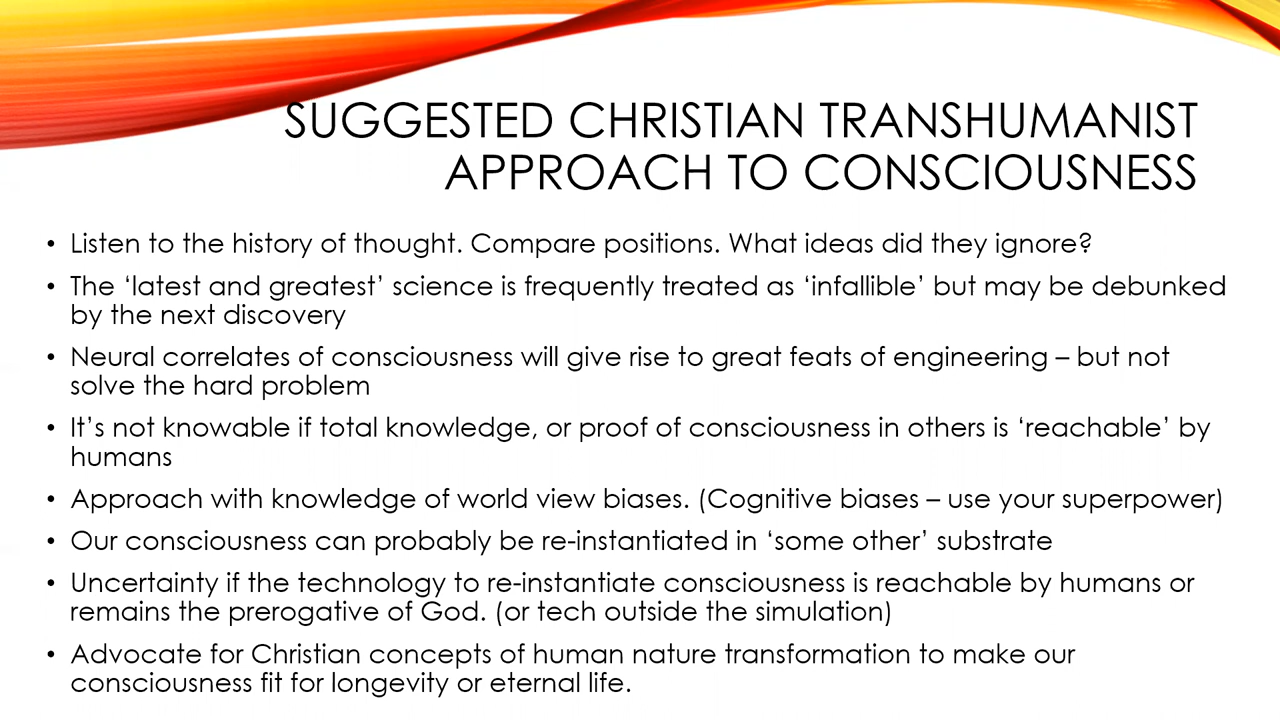 SUGGESTED CHRISTIAN TRANSHUMANIST
APPROACH TO CONSCIOUSNESS
• Listen to the history of thought. Compare positions. What ideas did they ignore?
• The ‘latest and greatest’ science is frequently treated as ‘infallible’ but may be debunked
by the next discovery
• Neural correlates of consciousness will give rise to great feats of engineering – but not
solve the hard problem
• It’s not knowable if total knowledge, or proof of consciousness in others is ‘reachable’ by
humans
• Approach with knowledge of world view biases. (Cognitive biases – use your superpower)
• Our consciousness can probably be re-instantiated in ‘some other’ substrate
• Uncertainty if the technology to re-instantiate consciousness is reachable by humans or
remains the prerogative of God. (or tech outside the simulation)
• Advocate for Christian concepts of human nature transformation to make our
consciousness fit for longevity or eternal life.